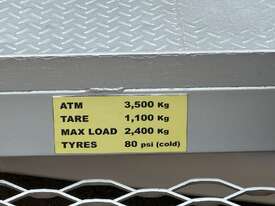 ATM 3,500 Kg
TARE 1,100 Kg
MAX LOAD 2,400 Kg
TYRES 80 psi (cold)